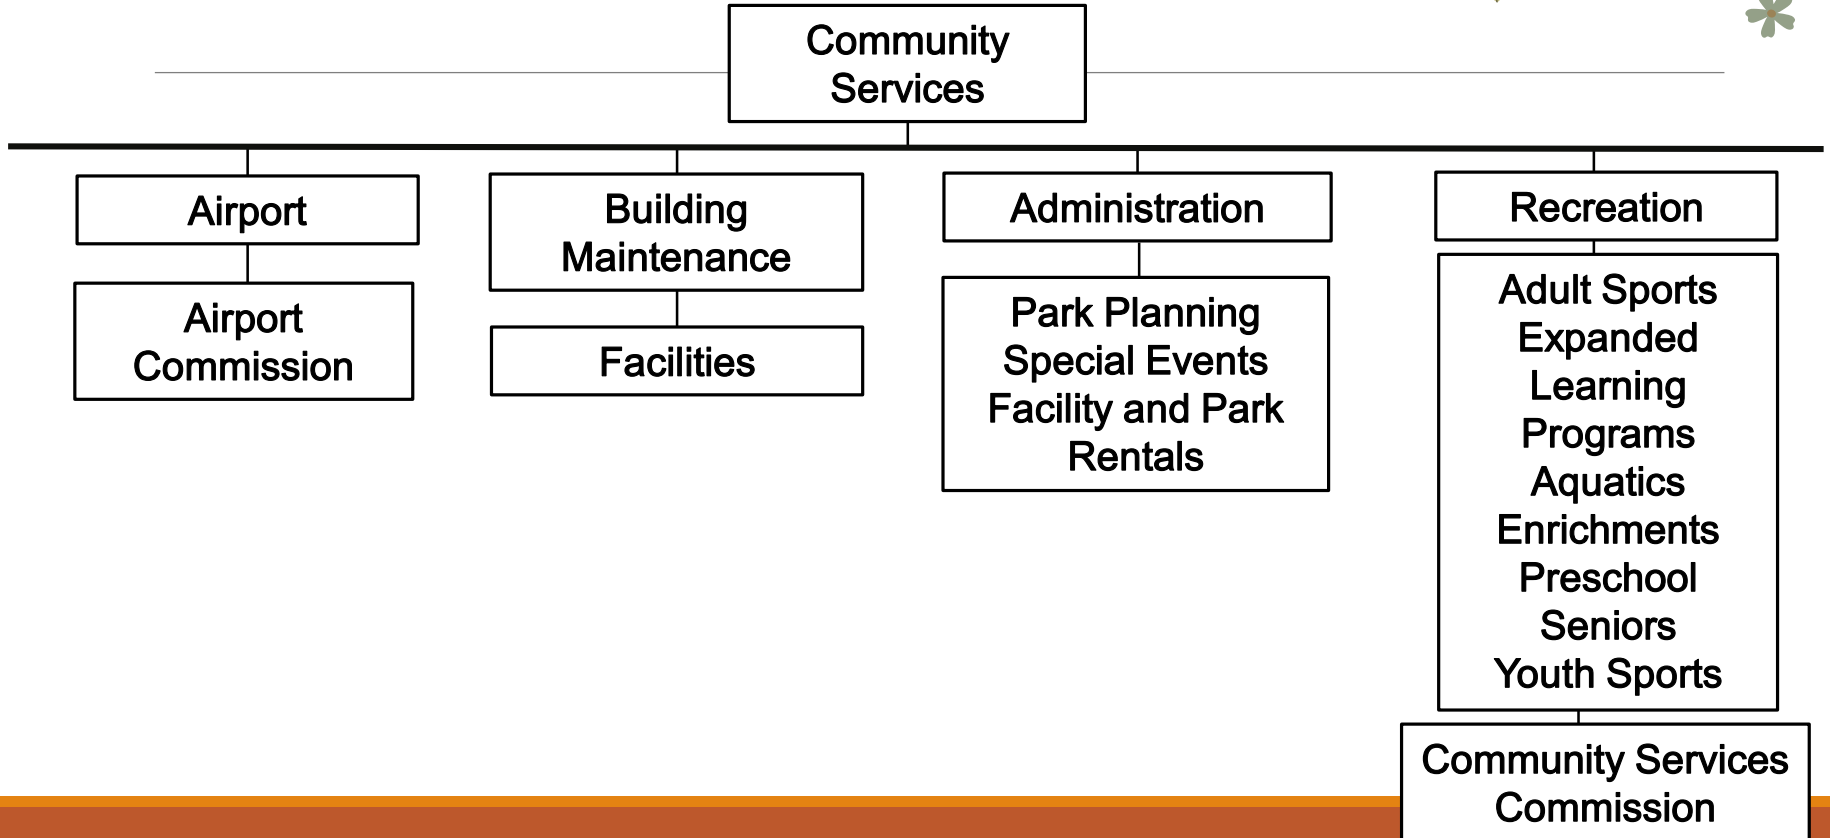 Community
Services
Airport
Airport
Commission
Building
Maintenance
Facilities
Administration
Park Planning
Special Events
Facility and Park
Rentals
Recreation
Adult Sports
Expanded
Learning
Programs
Aquatics
Enrichments
Preschool
Seniors
Youth Sports
Community Services
Commission